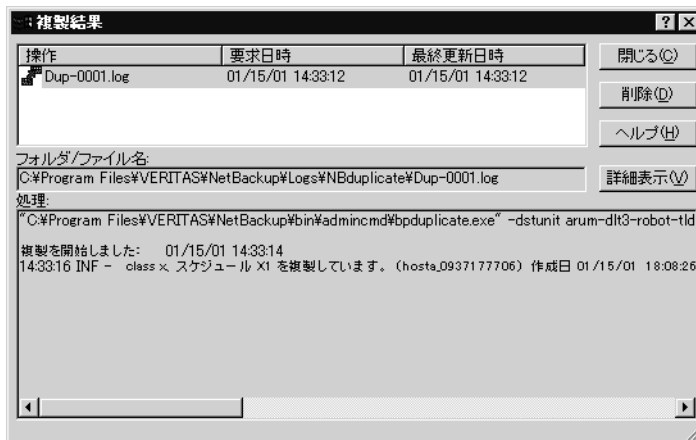 複製結果
操作 要求日時 最終更新日時
Dup-0001.log 01/15/01 14:33:12 01/15/01 14:33:12
閉じる(C)
削除(D)
ヘルプ(H)
フォルダ/ファイル名:
C:¥Program Files¥VERITAS¥NetBackup¥Logs¥NBduplicate¥Dup-0001.log
詳細表示(V)
処理:
"C:¥Program Files¥VERITAS¥NetBackup¥bin¥admincmd¥bpduplicate.exe" -dstunit arum-dlt3-robot-tld
複製を開始しました: 01/15/01 14:33:14
14:33:16 INF - class x, スケジュール X1 を複製しています。 (hosta_0937177706) 作成日 01/15/01 18:08:26